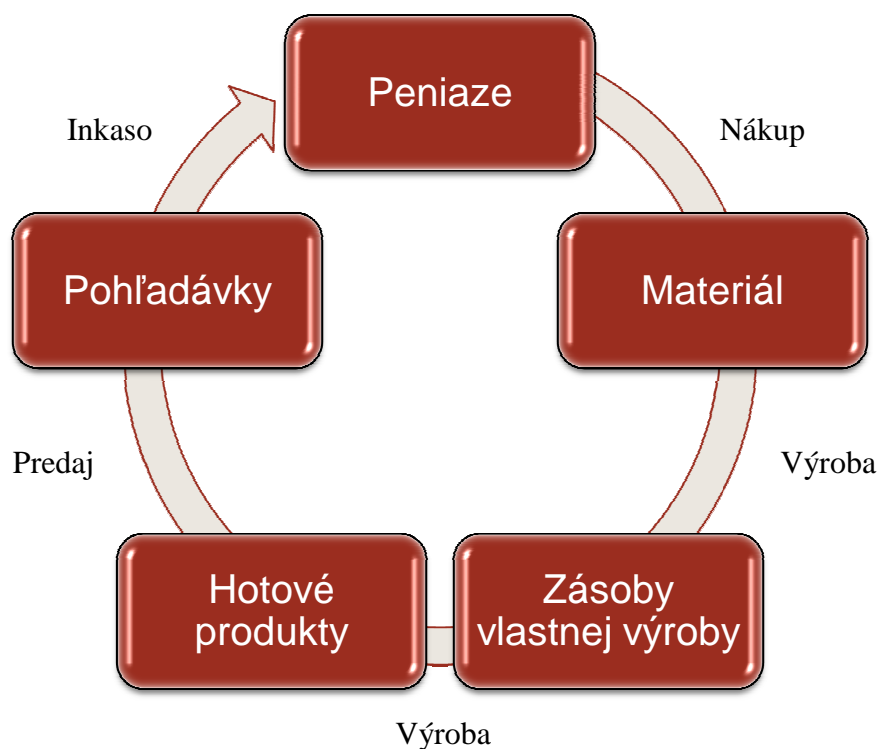 Peniaze
Inkaso
Nákup
Pohľadávky
Materiál
Predaj
Výroba
Hotové
produkty
Zásoby
vlastnej výroby
Výroba